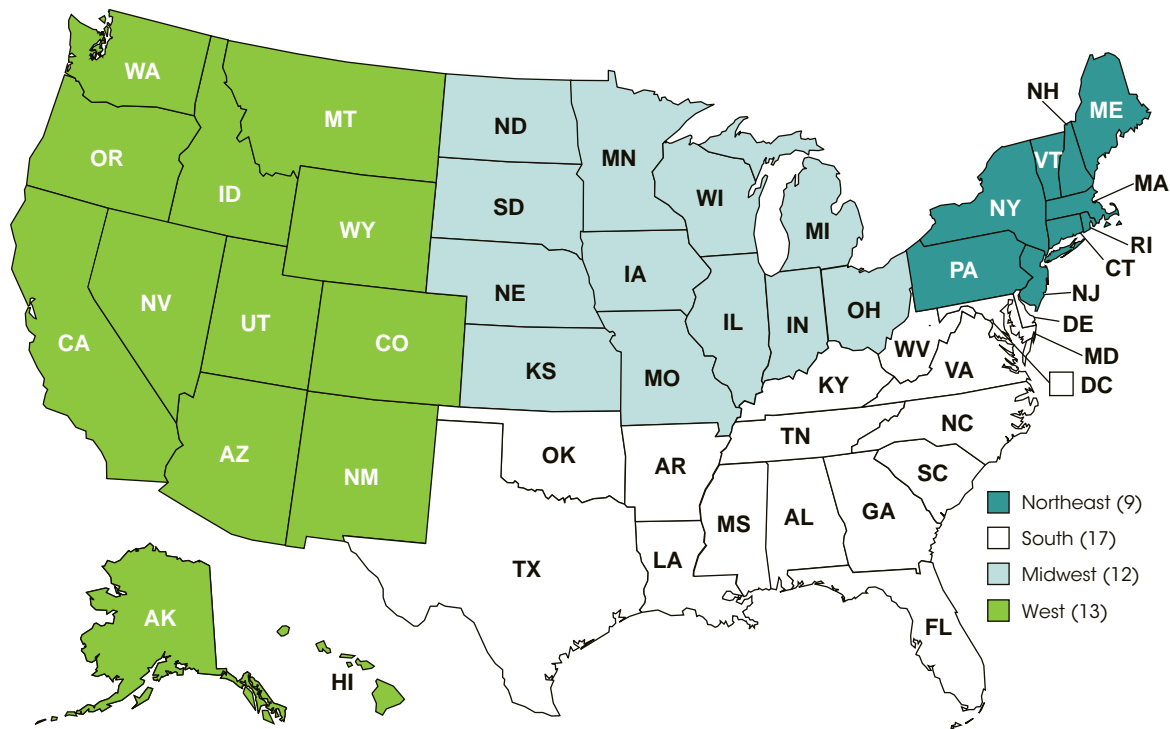 WA
MT
ND
MN
NH
ME
OR
ID
SD
WI
VT
MA
WY
MI
NY
RI
CT
NV
UT
NE
IA
PA
NJ
CA
CO
IL
IN
OH
DE
KS
MO
WV
MD
KY
VA
DC
AZ
NM
OK
AR
TN
NC
SC
TX
LA
MS
AL
GA
Northeast (9)
South (17)
Midwest (12)
West (13)
AK
HI
FL